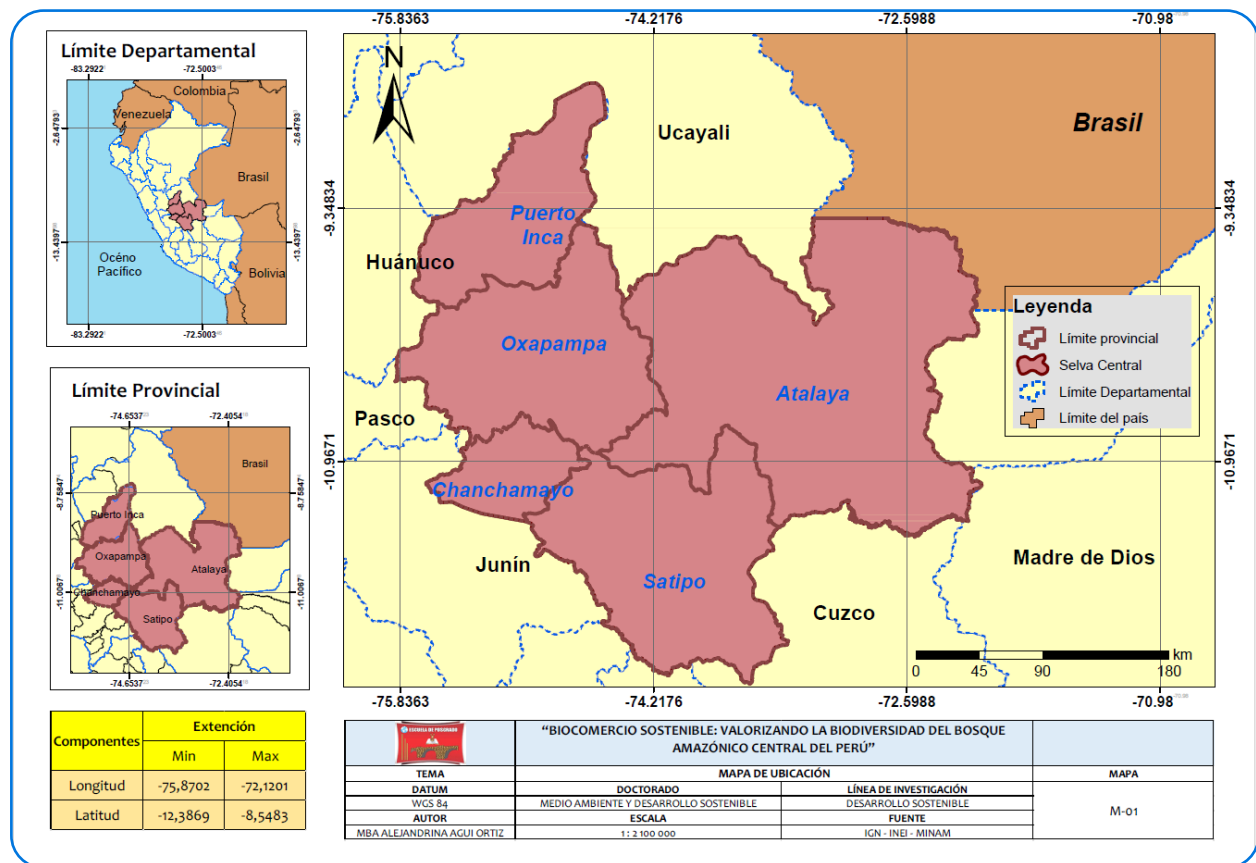 Límite Departamental
-83.2922
-72.5003
Colombia
Venezuela
Brasil
Bolivia
Océno
Pacífico
-2.64793
-13.4397
-2.64793
-13.4397
-83.2922
-72.5003
Límite Provincial
-74.6537
-72.4054
Brasil
Puerto Inca
Oxapampa
Atalaya
Chanchamayo
Satipo
-8.75847
-11.0067
-8.75847
-11.0067
-74.6537
-72.4054
Componentes
Extención
Min
Max
Longitud
-75,8702
-72,1201
Latitud
-12,3869
-8,5483
-75.8363
-74.2176
-72.5988
-70.98
N
Ucayali
Brasil
-9.34834
-9.34834
Puerto
Inca
Huánuco
Oxapampa
Atalaya
Pasco
-10.9671
-10.9671
Chanchamayo
Junín
Satipo
Cuzco
Madre de Dios
Leyenda
Límite provincial
Selva Central
Límite Departamental
Límite del país
km
0 45 90 180
-75.8363
-74.2176
-72.5988
-70.98
ESCUELA DE POSGRADO
“BIOCOMERCIO SOSTENIBLE: VALORIZANDO LA BIODIVERSIDAD DEL BOSQUE
AMAZÓNICO CENTRAL DEL PERÚ”
TEMA
MAPA DE UBICACIÓN
MAPA
DATUM
DOCTORADO
LÍNEA DE INVESTIGACIÓN
WGS 84
MEDIO AMBIENTE Y DESARROLLO SOSTENIBLE
DESARROLLO SOSTENIBLE
M-01
AUTOR
ESCALA
FUENTE
MBA ALEJANDRINA AGUI ORTIZ
1: 2 100 000
IGN - INEI - MINAM